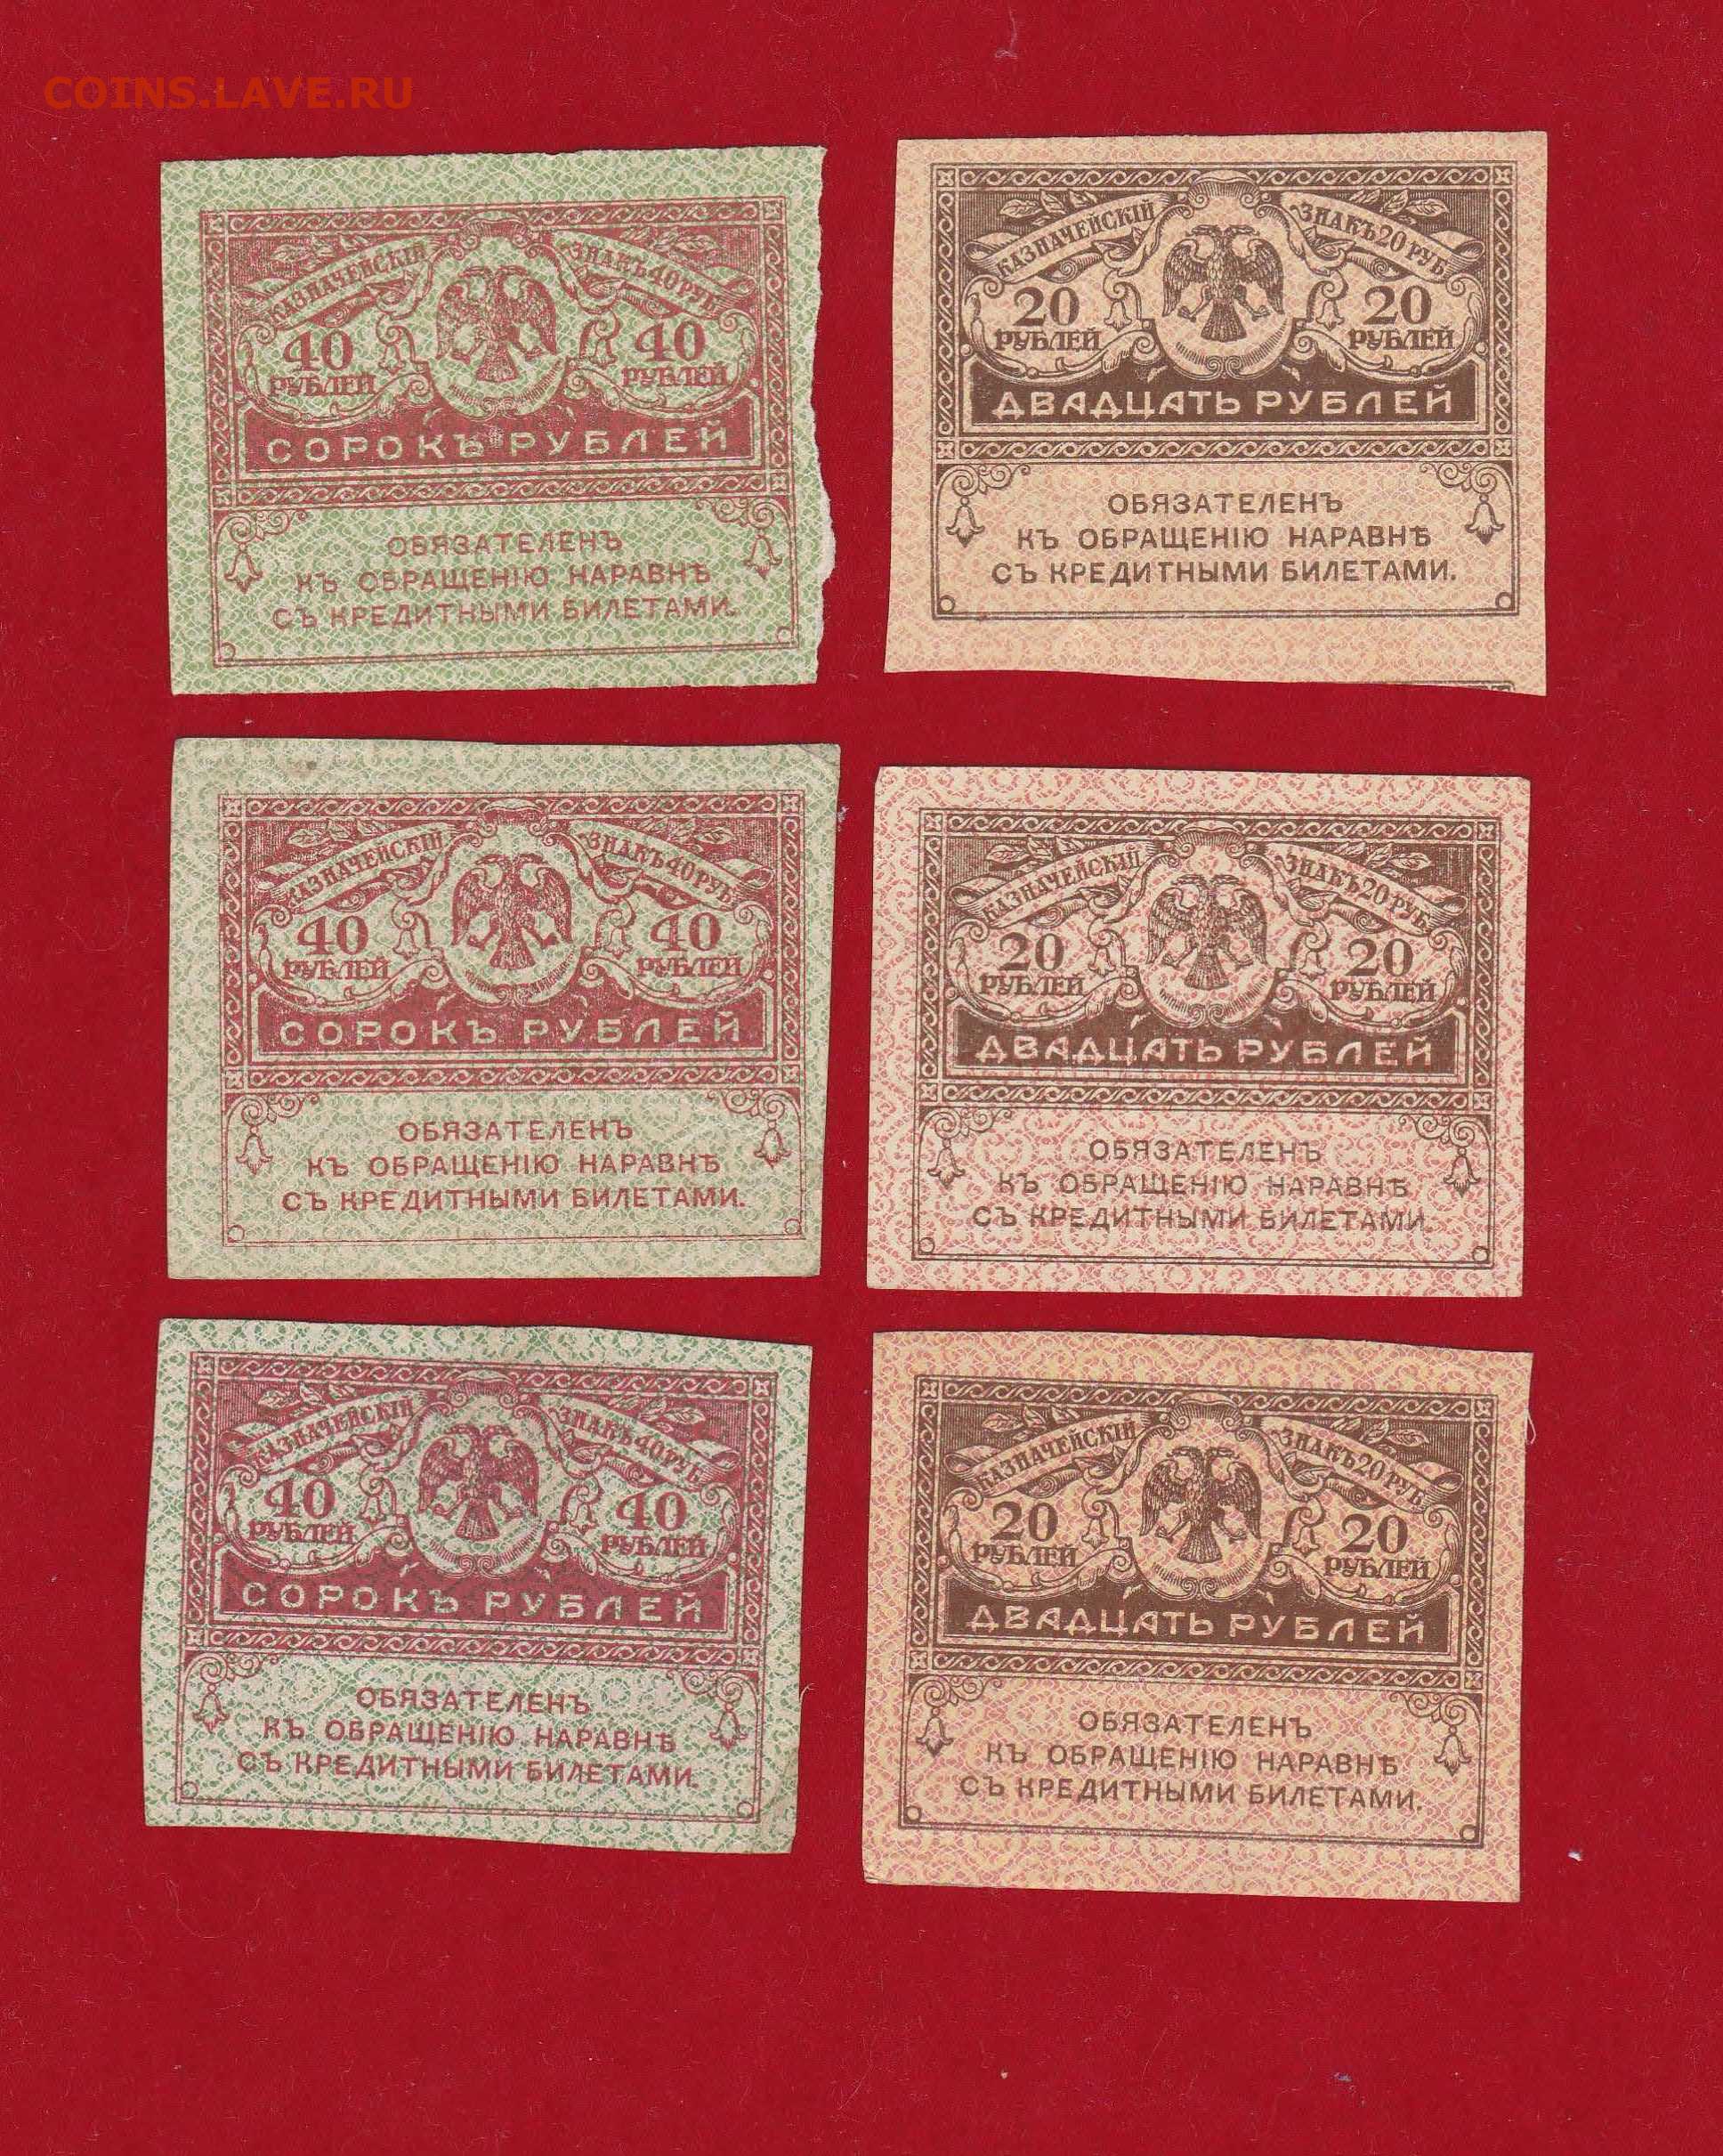 COINS.LAVE.RU
КАЗНАЧЕЙСКІЙ ЗНАКЪ 40 РУБ
40 40
РУБЛЕЙ РУБЛЕЙ
СОРОКЪ РУБЛЕЙ
ОБЯЗАТЕЛЕНЪ
КЪ ОБРАЩЕНІЮ НАРАВНѢ
СЪ КРЕДИТНЫМИ БИЛЕТАМИ.
КАЗНАЧЕЙСКІЙ ЗНАКЪ 20 РУБ
20 20
РУБЛЕЙ РУБЛЕЙ
ДВАДЦАТЬ РУБЛЕЙ
ОБЯЗАТЕЛЕНЪ
КЪ ОБРАЩЕНІЮ НАРАВНѢ
СЪ КРЕДИТНЫМИ БИЛЕТАМИ.
КАЗНАЧЕЙСКІЙ ЗНАКЪ 40 РУБ
40 40
РУБЛЕЙ РУБЛЕЙ
СОРОКЪ РУБЛЕЙ
ОБЯЗАТЕЛЕНЪ
КЪ ОБРАЩЕНІЮ НАРАВНѢ
СЪ КРЕДИТНЫМИ БИЛЕТАМИ.
КАЗНАЧЕЙСКІЙ ЗНАКЪ 20 РУБ
20 20
РУБЛЕЙ РУБЛЕЙ
ДВАДЦАТЬ РУБЛЕЙ
ОБЯЗАТЕЛЕНЪ
КЪ ОБРАЩЕНІЮ НАРАВНѢ
СЪ КРЕДИТНЫМИ БИЛЕТАМИ.
КАЗНАЧЕЙСКІЙ ЗНАКЪ 40 РУБ
40 40
РУБЛЕЙ РУБЛЕЙ
СОРОКЪ РУБЛЕЙ
ОБЯЗАТЕЛЕНЪ
КЪ ОБРАЩЕНІЮ НАРАВНѢ
СЪ КРЕДИТНЫМИ БИЛЕТАМИ.
КАЗНАЧЕЙСКІЙ ЗНАКЪ 20 РУБ
20 20
РУБЛЕЙ РУБЛЕЙ
ДВАДЦАТЬ РУБЛЕЙ
ОБЯЗАТЕЛЕНЪ
КЪ ОБРАЩЕНІЮ НАРАВНѢ
СЪ КРЕДИТНЫМИ БИЛЕТАМИ.